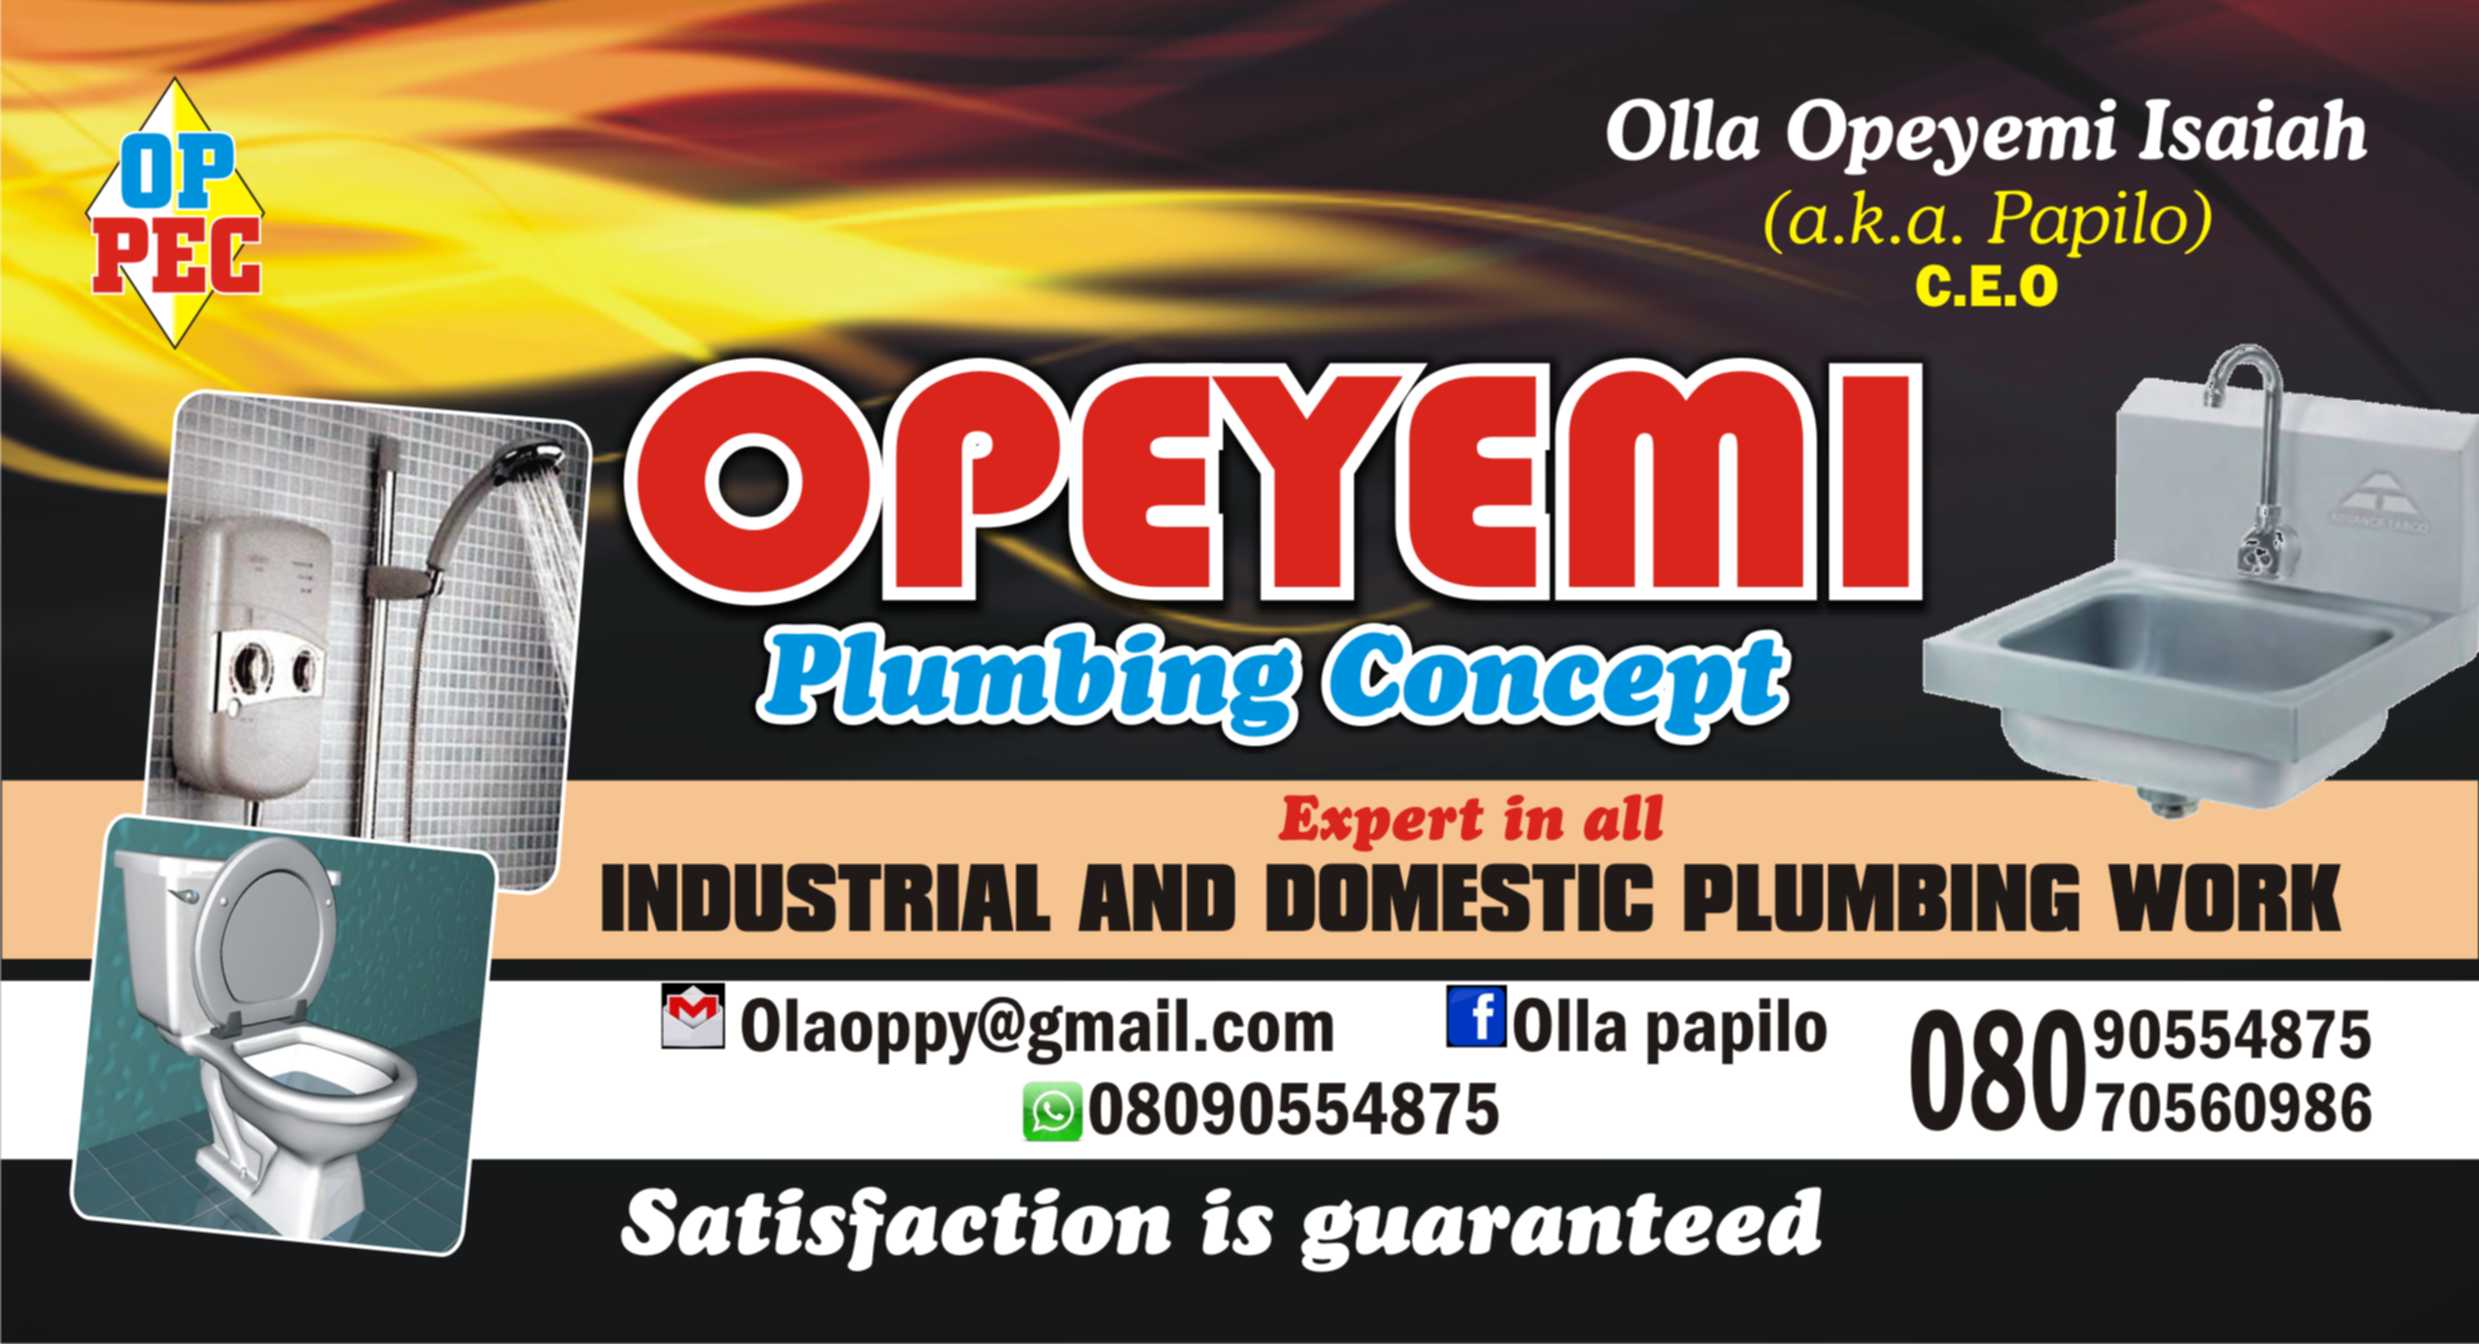 OP
PEC
Olla Opeyemi Isaiah
(a.k.a. Papilo)
C.E.O
OPEYEMI
Plumbing Concept
Expert in all
INDUSTRIAL AND DOMESTIC PLUMBING WORK
Olaoppy@gmail.com
Olla papilo
08090554875
080 90554875
70560986
Satisfaction is guaranteed